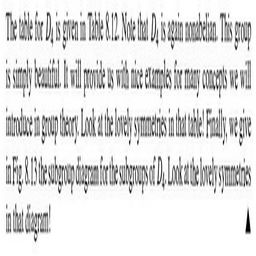 The table for D₄ is given in Table 8.12. Note that D₄ is again nonabelian. This group
is simply beautiful. It will provide us with nice examples for many concepts we will
introduce in group theory. Look at the lovely symmetries in that table! Finally, we give
in Fig. 8.13 the subgroup diagram for the subgroups of D₄. Look at the lovely symmetries
in that diagram! ▲